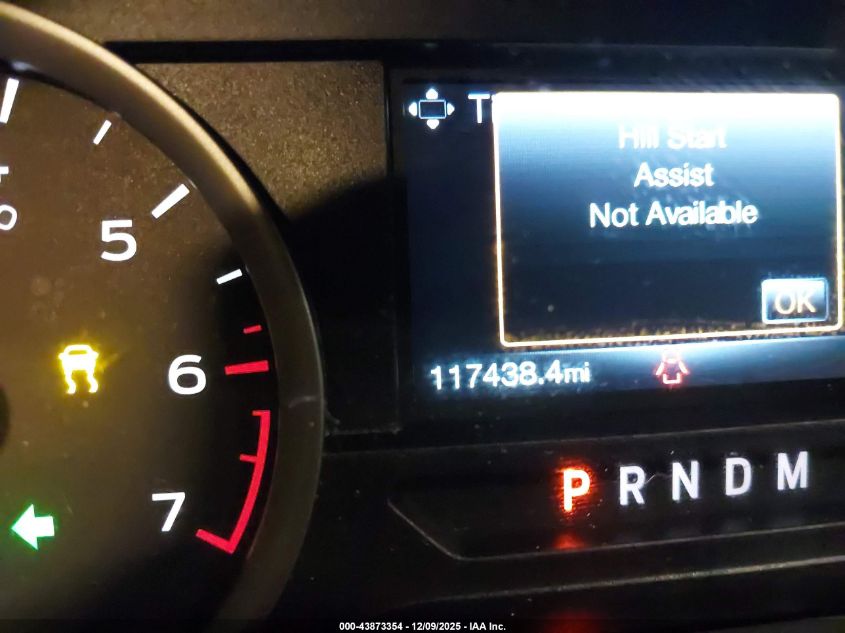 Hill Start
Assist
Not Available
OK
5
6
7
117438.4mi
P R N D M
000-43873354 - 12/09/2025 - IAA Inc.